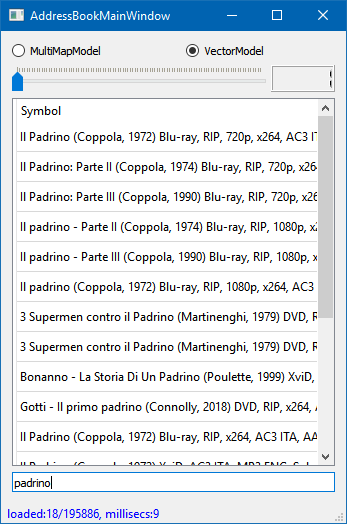 AddressBookMainWindow
MultiMapModel VectorModel
Symbol
Il Padrino (Coppola, 1972) Blu-ray, RIP, 720p, x264, AC3
Il Padrino: Parte II (Coppola, 1974) Blu-ray, RIP, 720p,
Il Padrino: Parte III (Coppola, 1990) Blu-ray, RIP, 720p,
Il padrino - Parte II (Coppola, 1974) Blu-ray, RIP, 1080p,
Il padrino - Parte III (Coppola, 1990) Blu-ray, RIP, 1080p,
Il padrino (Coppola, 1972) Blu-ray, RIP, 1080p, x264, AC3
3 Supermen contro il Padrino (Martinenghi, 1979) DVD,
3 Supermen contro il Padrino (Martinenghi, 1979) DVD,
Bonanno - La Storia Di Un Padrino (Poulette, 1999) XviD,
Gotti - Il primo padrino (Connolly, 2018) DVD, RIP, x264,
Il Padrino (Coppola, 1972) Blu-ray, RIP, x264, AC3 ITA,
padrino
loaded:18/195886, millisecs:9